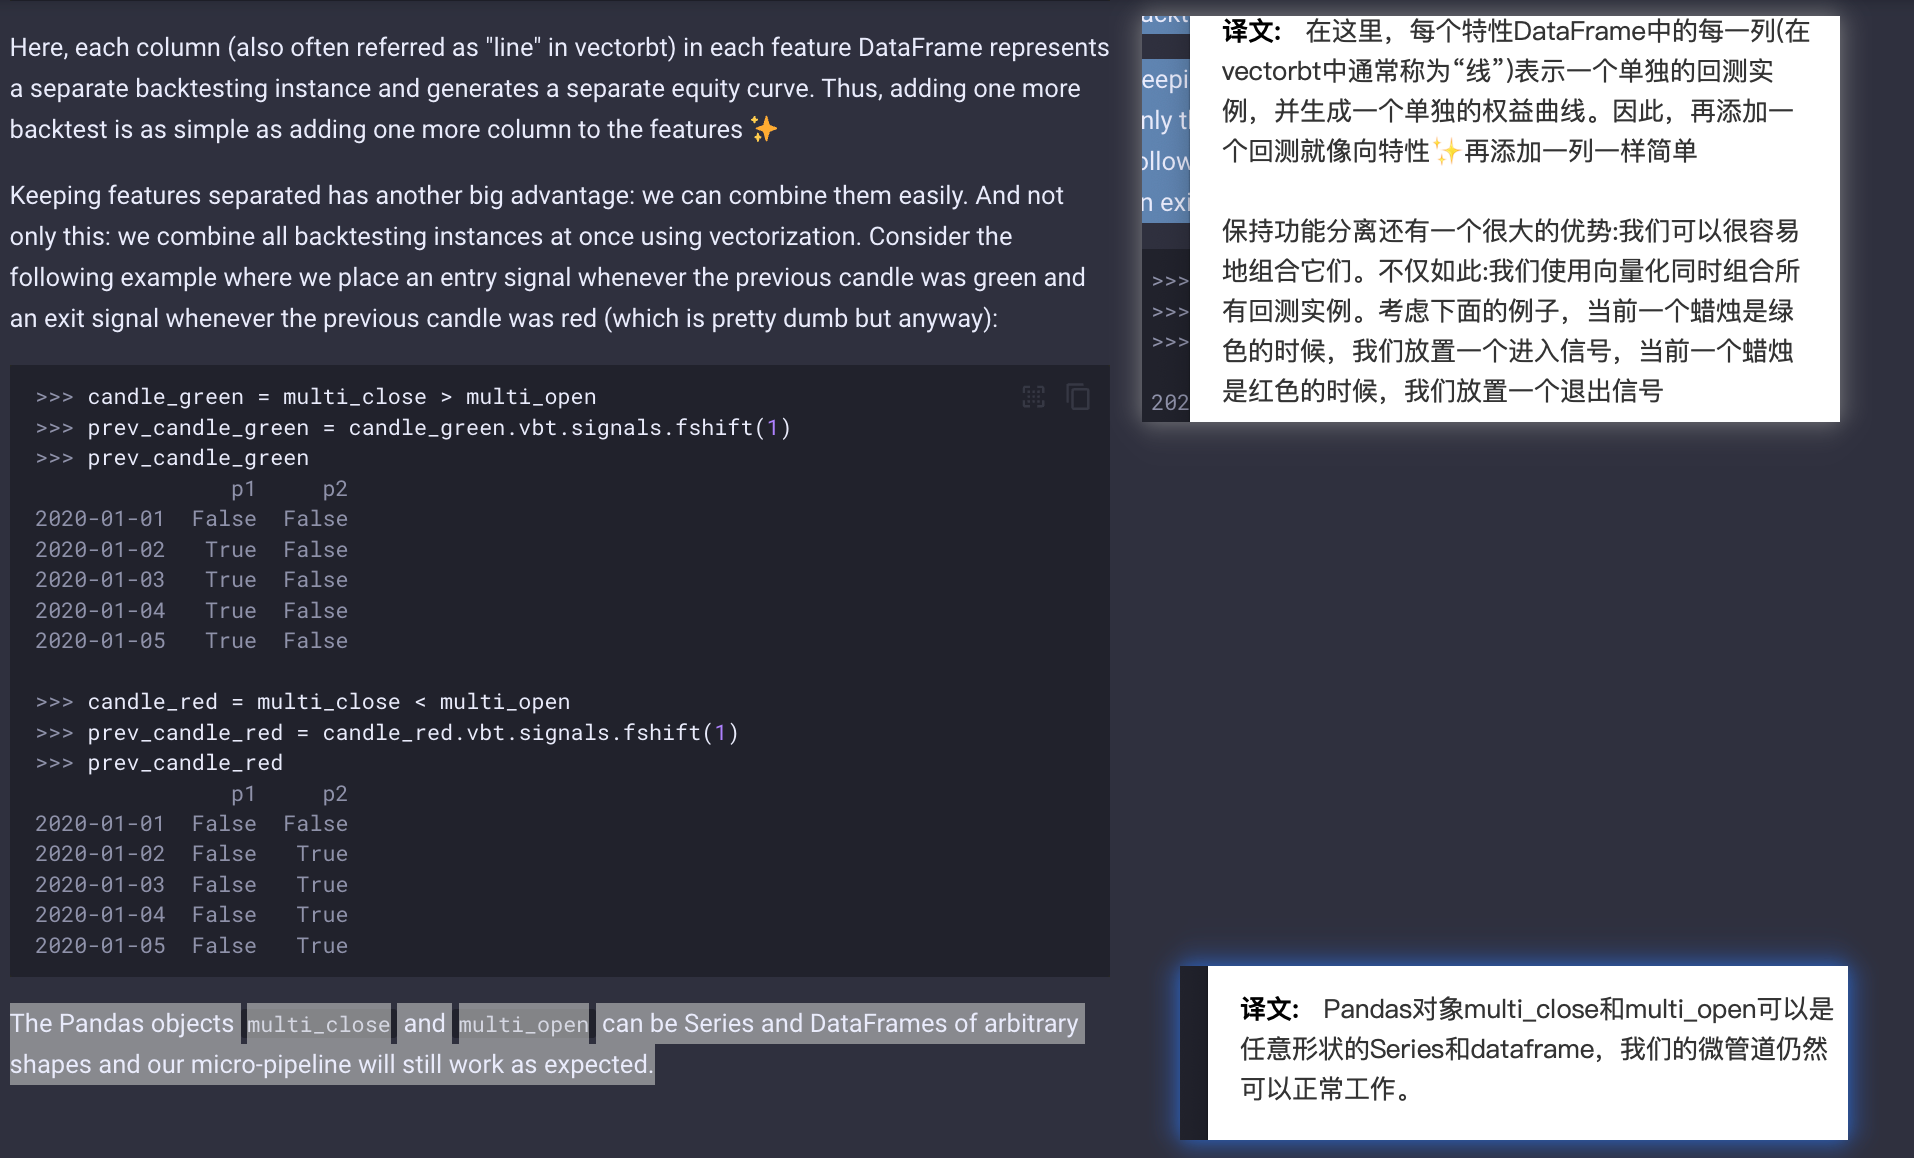 Here, each column (also often referred as "line" in vectorbt) in each feature DataFrame represents
a separate backtesting instance and generates a separate equity curve. Thus, adding one more
backtest is as simple as adding one more column to the features ✨
Keeping features separated has another big advantage: we can combine them easily. And not
only this: we combine all backtesting instances at once using vectorization. Consider the
following example where we place an entry signal whenever the previous candle was green and
an exit signal whenever the previous candle was red (which is pretty dumb but anyway):
>>> candle_green = multi_close > multi_open
>>> prev_candle_green = candle_green.vbt.signals.fshift(1)
>>> prev_candle_green
p1 p2
2020-01-01 False False
2020-01-02 True False
2020-01-03 True False
2020-01-04 True False
2020-01-05 True False
>>> candle_red = multi_close < multi_open
>>> prev_candle_red = candle_red.vbt.signals.fshift(1)
>>> prev_candle_red
p1 p2
2020-01-01 False False
2020-01-02 False True
2020-01-03 False True
2020-01-04 False True
2020-01-05 False True
The Pandas objects multi_close and multi_open can be Series and DataFrames of arbitrary
shapes and our micro-pipeline will still work as expected.
eepi
nly t
ollow
n exi
>>>
>>>
>>>
202
译文: 在这里，每个特性DataFrame中的每一列(在
vectorbt中通常称为“线”)表示一个单独的回测实
例，并生成一个单独的权益曲线。因此，再添加一
个回测就像向特性✨再添加一列一样简单
保持功能分离还有一个很大的优势:我们可以很容易
地组合它们。不仅如此:我们使用向量化同时组合所
有回测实例。考虑下面的例子，当前一个蜡烛是绿
色的时候，我们放置一个进入信号，当前一个蜡烛
是红色的时候，我们放置一个退出信号
译文: Pandas对象multi_close和multi_open可以是
任意形状的Series和dataframe，我们的微管道仍然
可以正常工作。